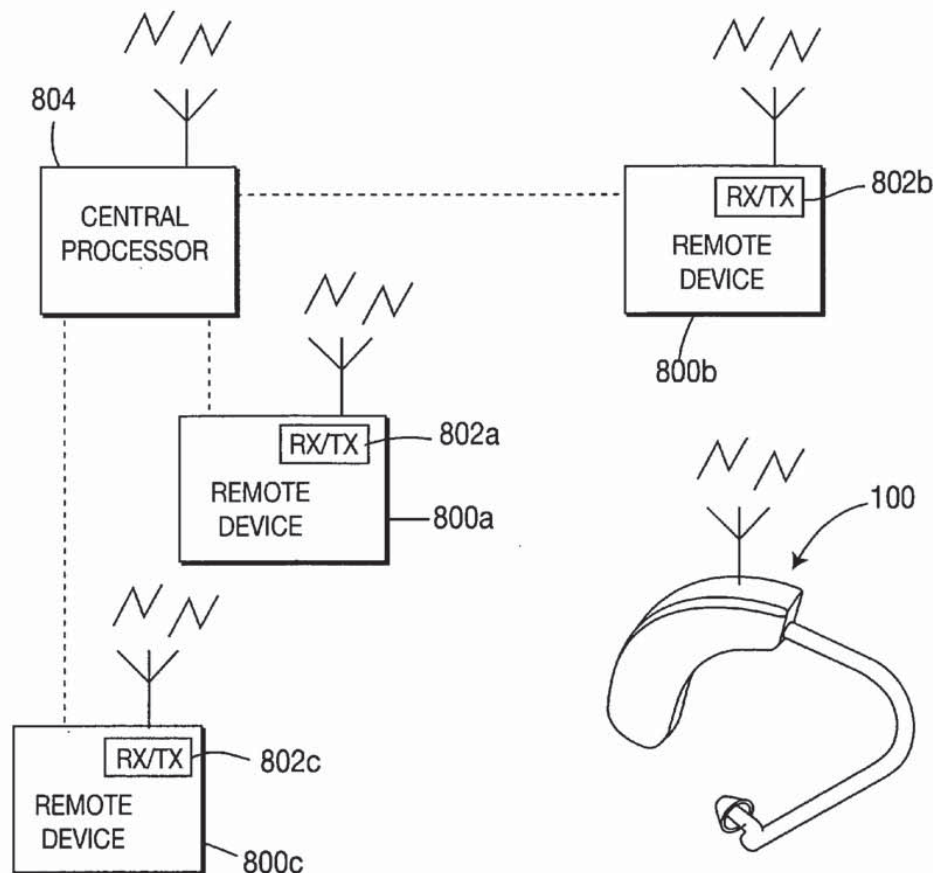 804
CENTRAL
PROCESSOR
RX/TX
802b
REMOTE
DEVICE
800b
RX/TX
802a
REMOTE
DEVICE
800a
100
RX/TX
802c
REMOTE
DEVICE
800c